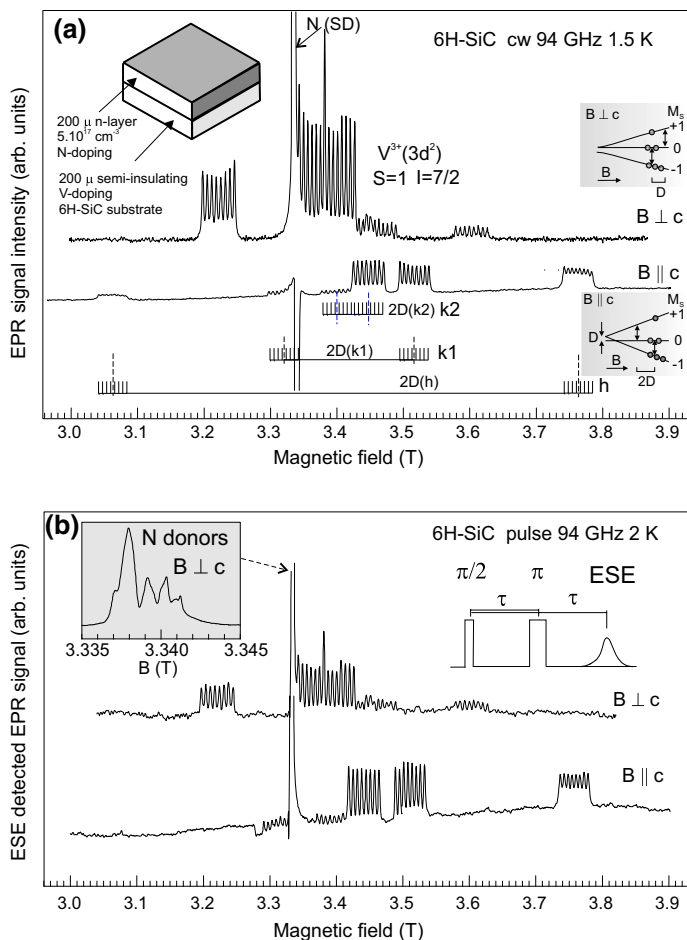 (a)
N (SD)
6H-SiC cw 94 GHz 1.5 K
200 μ n-layer
5.10¹⁷ cm⁻³
N-doping
200 μ semi-insulating
V-doping
6H-SiC substrate
V³⁺(3d²)
S=1 I=7/2
B ⊥ c
Mₛ
+1
0
-1
B
D
B ⊥ c
B || c
2D(k2) k2
2D(k1) k1
2D(h) h
B || c
Mₛ
+1
D
0
B
-1
2D
EPR signal intensity (arb. units)
3.0 3.1 3.2 3.3 3.4 3.5 3.6 3.7 3.8 3.9
Magnetic field (T)
(b)
N donors
B ⊥ c
3.335 3.340 3.345
B (T)
6H-SiC pulse 94 GHz 2 K
π/2 π ESE
τ τ
B ⊥ c
B || c
ESE detected EPR signal (arb. units)
3.0 3.1 3.2 3.3 3.4 3.5 3.6 3.7 3.8 3.9
Magnetic field (T)